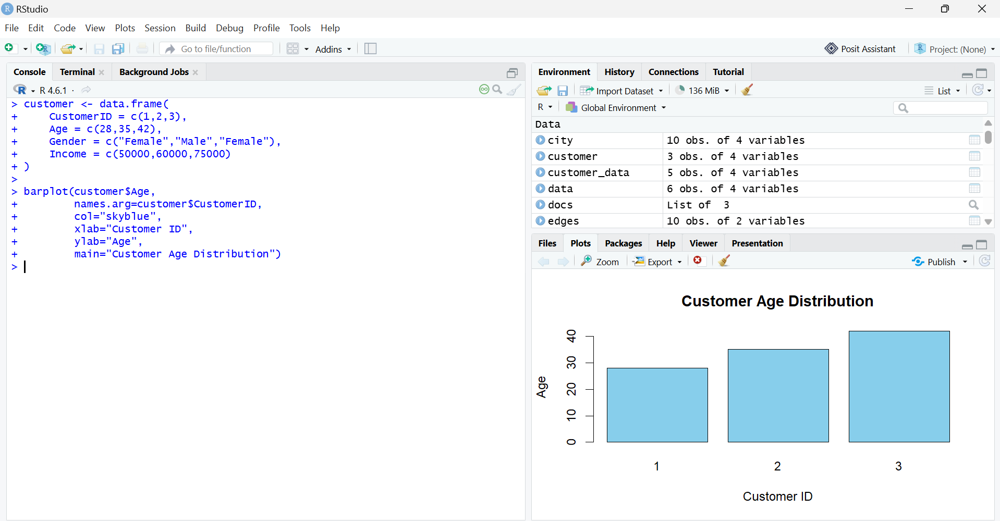 RStudio
File Edit Code View Plots Session Build Debug Profile Tools Help
Go to file/function Addins Posit Assistant Project: (None)
Console Terminal Background Jobs
R 4.6.1 ·
> customer <- data.frame(
+     CustomerID = c(1,2,3),
+     Age = c(28,35,42),
+     Gender = c("Female","Male","Female"),
+     Income = c(50000,60000,75000)
+ )
>
> barplot(customer$Age,
+         names.arg=customer$CustomerID,
+         col="skyblue",
+         xlab="Customer ID",
+         ylab="Age",
+         main="Customer Age Distribution")
>
Environment History Connections Tutorial
Import Dataset 136 MiB List
R Global Environment
Data
city 10 obs. of 4 variables
customer 3 obs. of 4 variables
customer_data 5 obs. of 4 variables
data 6 obs. of 4 variables
docs List of  3
edges 10 obs. of 2 variables
Files Plots Packages Help Viewer Presentation
Zoom Export Publish
Customer Age Distribution
Age
40
30
20
10
0
1 2 3
Customer ID